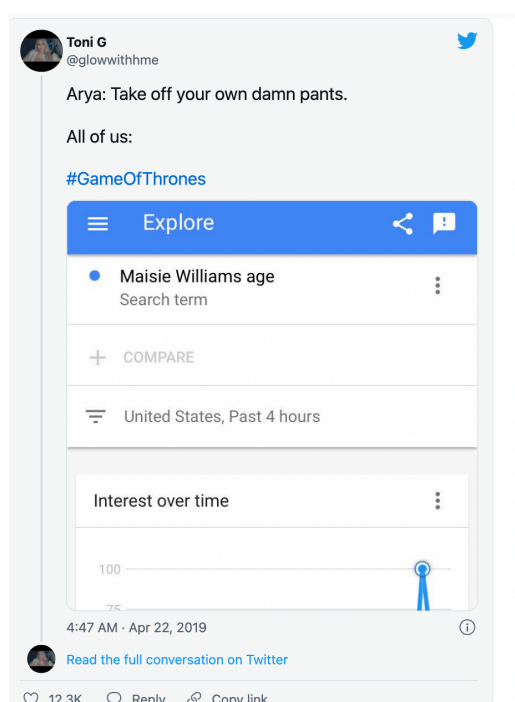 Toni G
@glowwithhme
Arya: Take off your own damn pants.
All of us:
#GameOfThrones
Explore
Maisie Williams age
Search term
COMPARE
United States, Past 4 hours
Interest over time
100
75
4:47 AM · Apr 22, 2019
Read the full conversation on Twitter
12.3K Reply Copy link